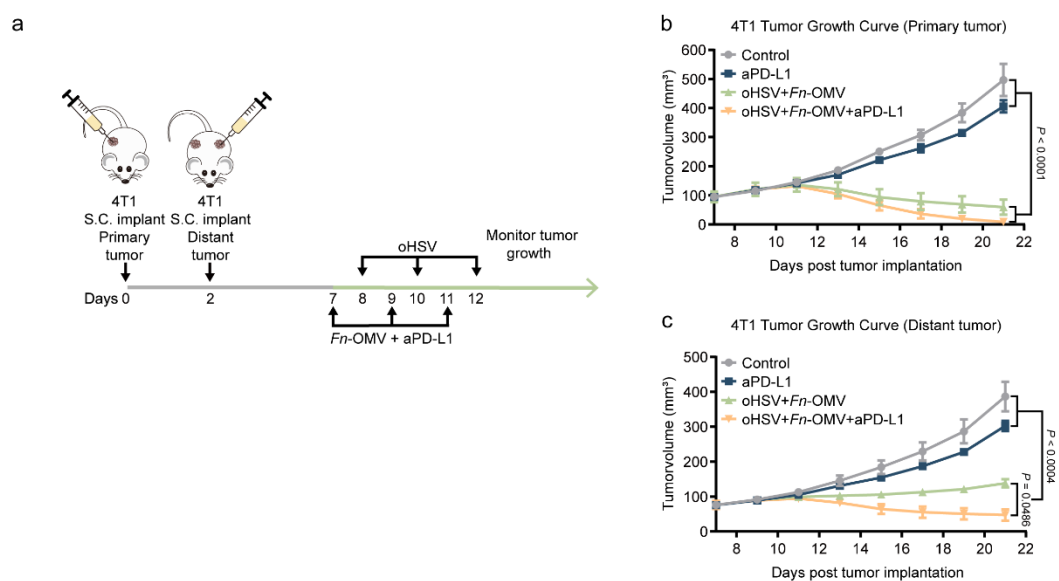 a
4T1
S.C. implant
Primary
tumor
4T1
S.C. implant
Distant
tumor
oHSV
Monitor tumor
growth
Days 0
2
7
8
9
10
11
12
Fn-OMV + aPD-L1
b
4T1 Tumor Growth Curve (Primary tumor)
Control
aPD-L1
oHSV+Fn-OMV
oHSV+Fn-OMV+aPD-L1
Tumorvolume (mm³)
600
500
400
300
200
100
0
8
10
12
14
16
18
20
22
Days post tumor implantation
P < 0.0001
c
4T1 Tumor Growth Curve (Distant tumor)
Control
aPD-L1
oHSV+Fn-OMV
oHSV+Fn-OMV+aPD-L1
Tumorvolume (mm³)
500
400
300
200
100
0
8
10
12
14
16
18
20
22
Days post tumor implantation
P = 0.0486
P < 0.0004